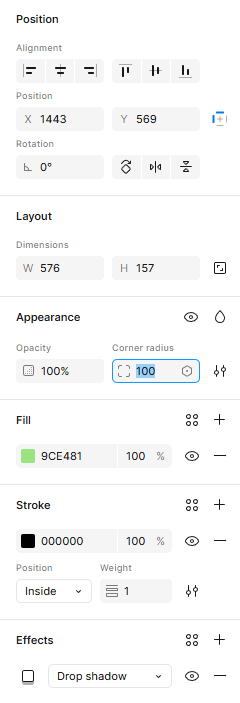 Position
Alignment
Position
X 1443 Y 569
Rotation
0°
Layout
Dimensions
W 576 H 157
Appearance
Opacity Corner radius
100% 100
Fill
9CE481 100 %
Stroke
000000 100 %
Position Weight
Inside 1
Effects
Drop shadow